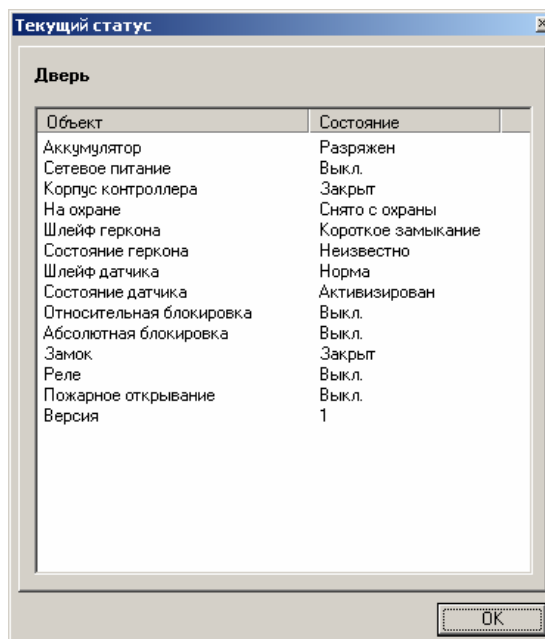 Текущий статус
Дверь
Объект Состояние
Аккумулятор Разряжен
Сетевое питание Выкл.
Корпус контроллера Закрыт
На охране Снято с охраны
Шлейф геркона Короткое замыкание
Состояние геркона Неизвестно
Шлейф датчика Норма
Состояние датчика Активизирован
Относительная блокировка Выкл.
Абсолютная блокировка Выкл.
Замок Закрыт
Реле Выкл.
Пожарное открывание Выкл.
Версия 1
OK